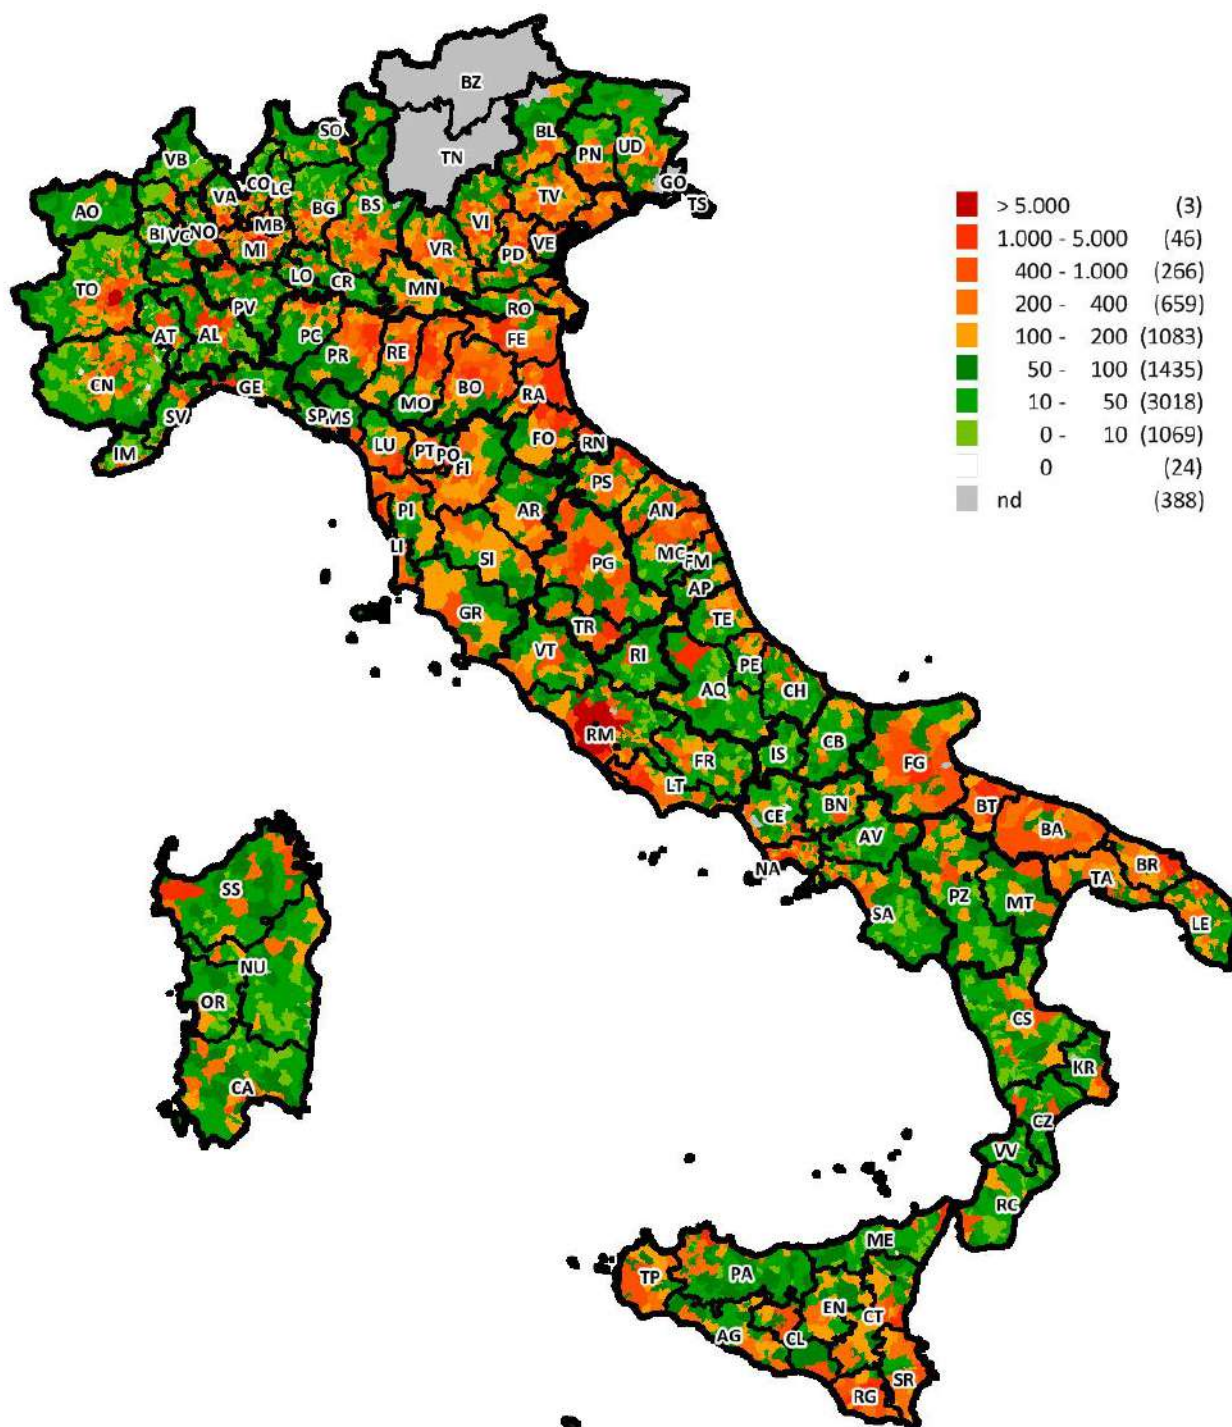 BZ
SO
BL
PN
UD
VB
TN
GO
TS
CO
LC
VA
AO
BG
BS
TV
BI
VC
NO
MB
MI
VI
VE
VR
PD
TO
LO
CR
MN
RO
PV
AT
AL
PC
PR
RE
FE
CN
GE
BO
RA
MO
SV
SP
MS
IM
LU
PT
PO
FI
FO
RN
PS
PI
AR
AN
LI
SI
PG
MC
FM
AP
GR
TR
TE
VT
RI
PE
AQ
CH
RM
IS
CB
FR
FG
LT
CE
BN
BT
BA
AV
NA
BR
TA
SA
PZ
MT
LE
SS
NU
OR
CA
CS
KR
CZ
VV
RC
ME
TP
PA
EN
CT
AG
CL
SR
RG
> 5.000 (3)
1.000 - 5.000 (46)
400 - 1.000 (266)
200 - 400 (659)
100 - 200 (1083)
50 - 100 (1435)
10 - 50 (3018)
0 - 10 (1069)
0 (24)
nd (388)